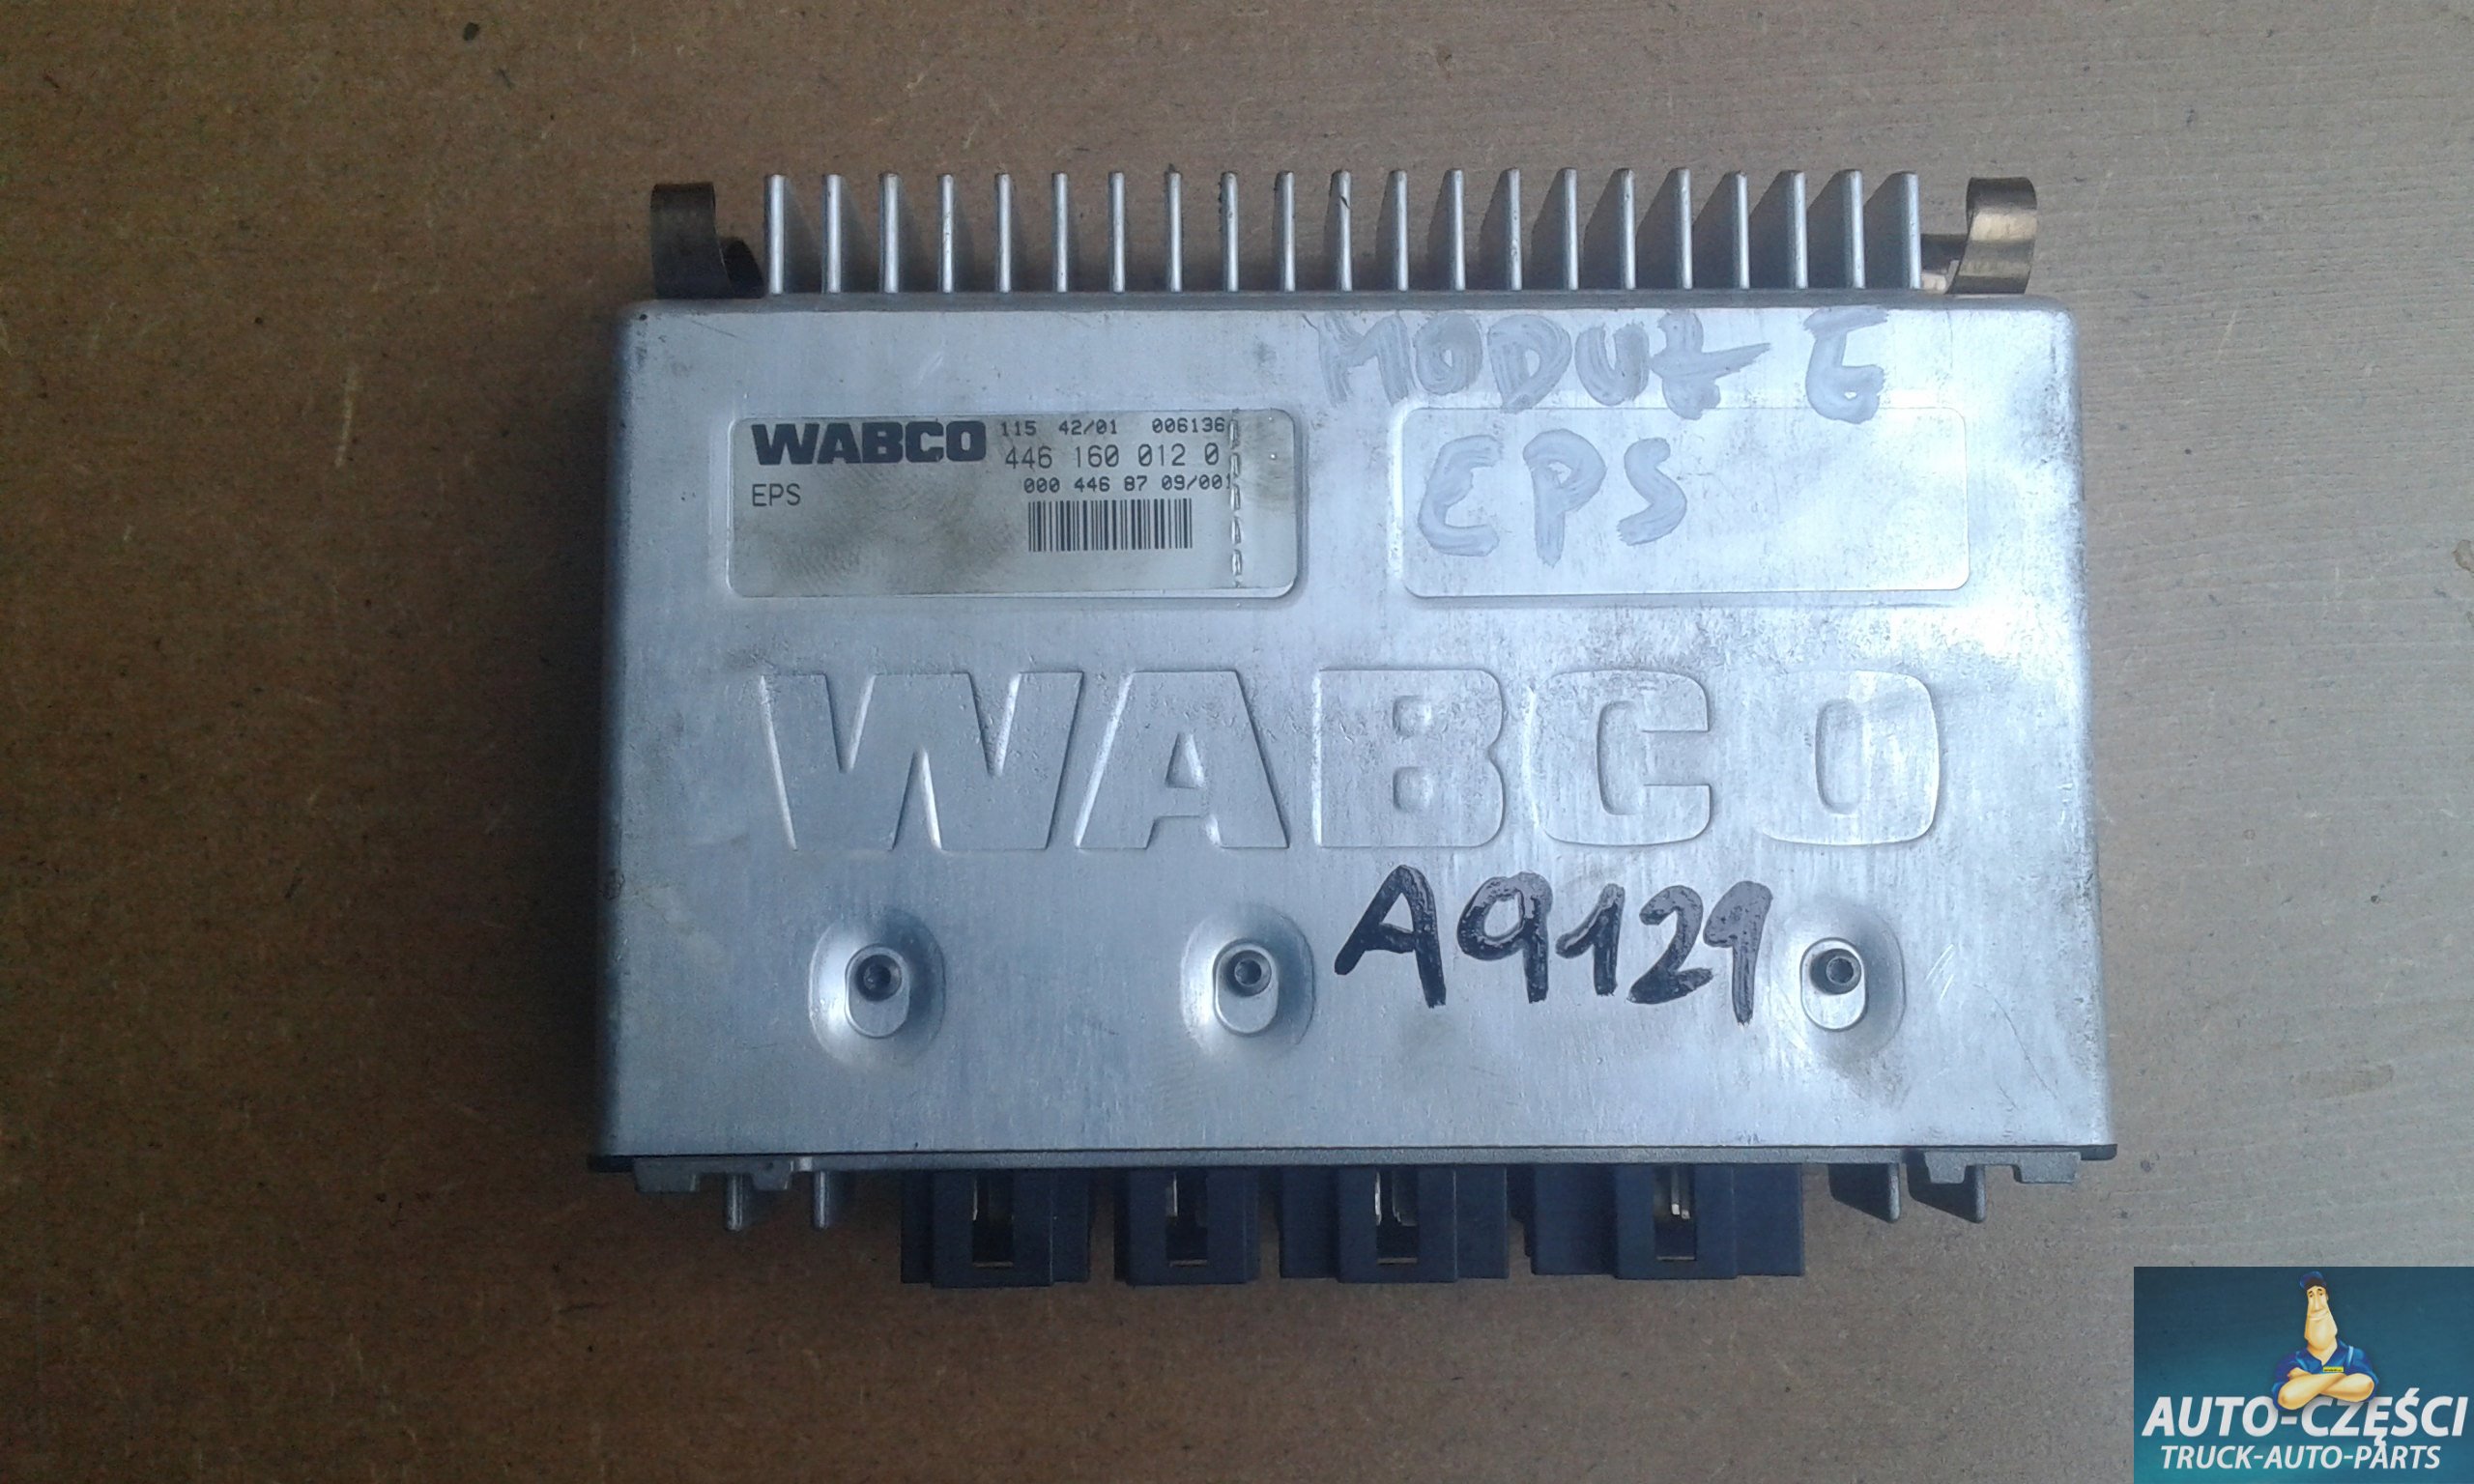 MODUŁ E
WABCO 115 42/01 006136
446 160 012 0
EPS 000 446 87 09/001
EPS
WABCO
A9129
AUTO-CZĘŚCI
TRUCK-AUTO-PARTS